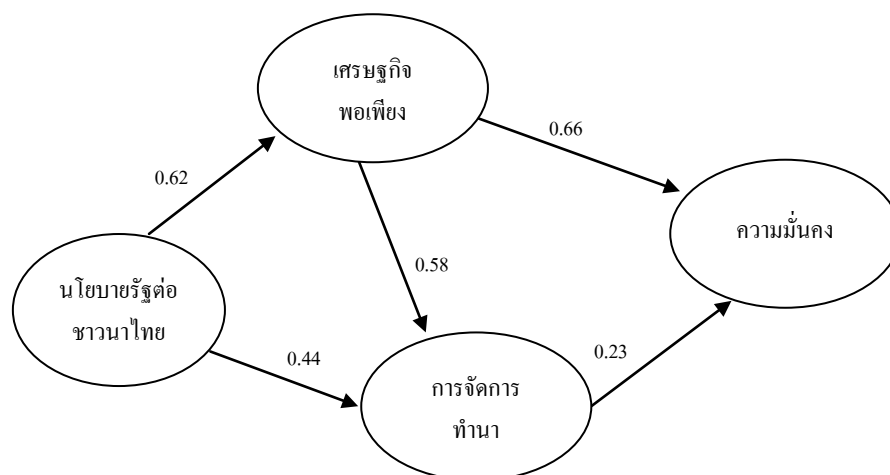 เศรษฐกิจ
พอเพียง
0.66
0.62
ความมั่นคง
0.58
นโยบายรัฐต่อ
ชาวนาไทย
0.44
0.23
การจัดการ
ทำนา